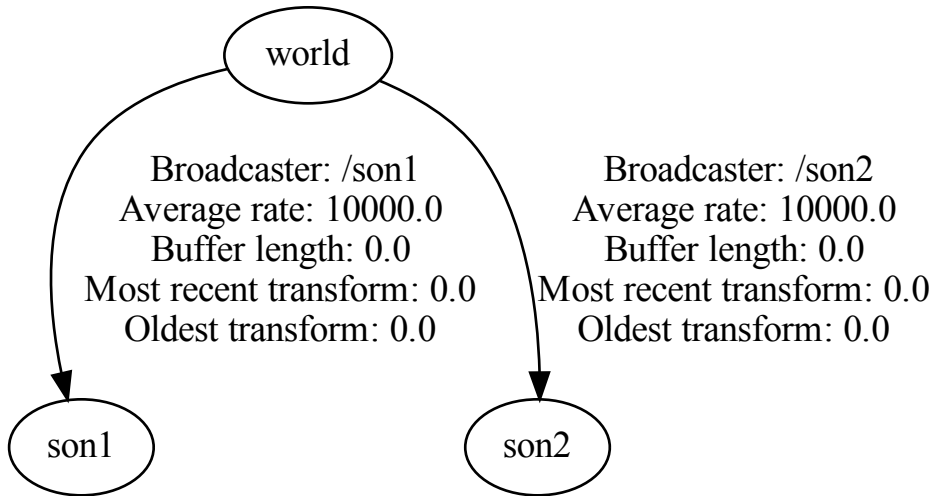 world
Broadcaster: /son1
Average rate: 10000.0
Buffer length: 0.0
Most recent transform: 0.0
Oldest transform: 0.0
Broadcaster: /son2
Average rate: 10000.0
Buffer length: 0.0
Most recent transform: 0.0
Oldest transform: 0.0
son1
son2